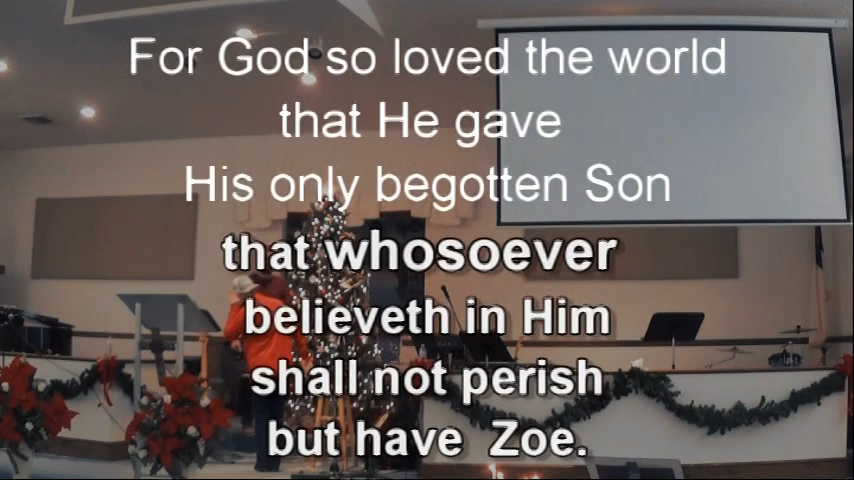 For God so loved the world
that He gave
His only begotten Son
that whosoever
believeth in Him
shall not perish
but have Zoe.